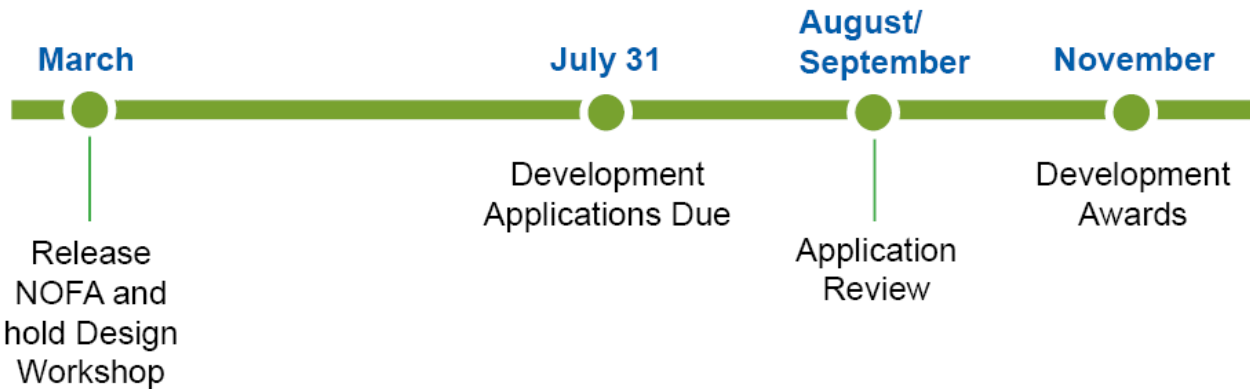 March
Release
NOFA and
hold Design
Workshop
July 31
Development
Applications Due
August/
September
Application
Review
November
Development
Awards